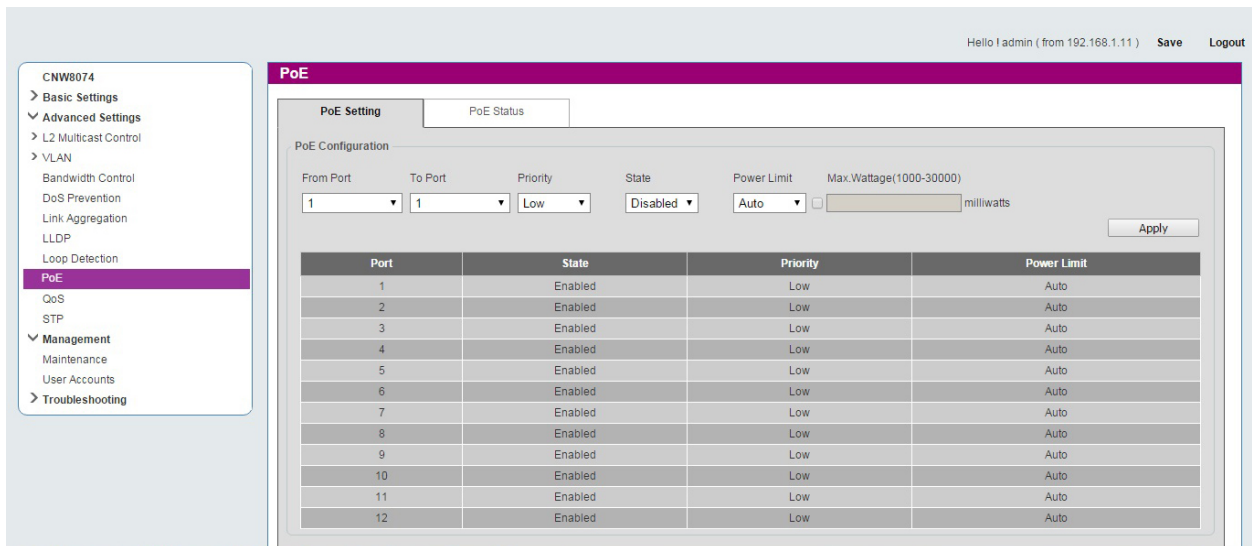 Hello ! admin ( from 192.168.1.11 ) Save Logout
CNW8074
Basic Settings
Advanced Settings
L2 Multicast Control
VLAN
Bandwidth Control
DoS Prevention
Link Aggregation
LLDP
Loop Detection
PoE
QoS
STP
Management
Maintenance
User Accounts
Troubleshooting
PoE
PoE Setting PoE Status
PoE Configuration
From Port To Port Priority State Power Limit Max.Wattage(1000-30000)
1 1 Low Disabled Auto milliwatts
Apply
Port State Priority Power Limit
1 Enabled Low Auto
2 Enabled Low Auto
3 Enabled Low Auto
4 Enabled Low Auto
5 Enabled Low Auto
6 Enabled Low Auto
7 Enabled Low Auto
8 Enabled Low Auto
9 Enabled Low Auto
10 Enabled Low Auto
11 Enabled Low Auto
12 Enabled Low Auto